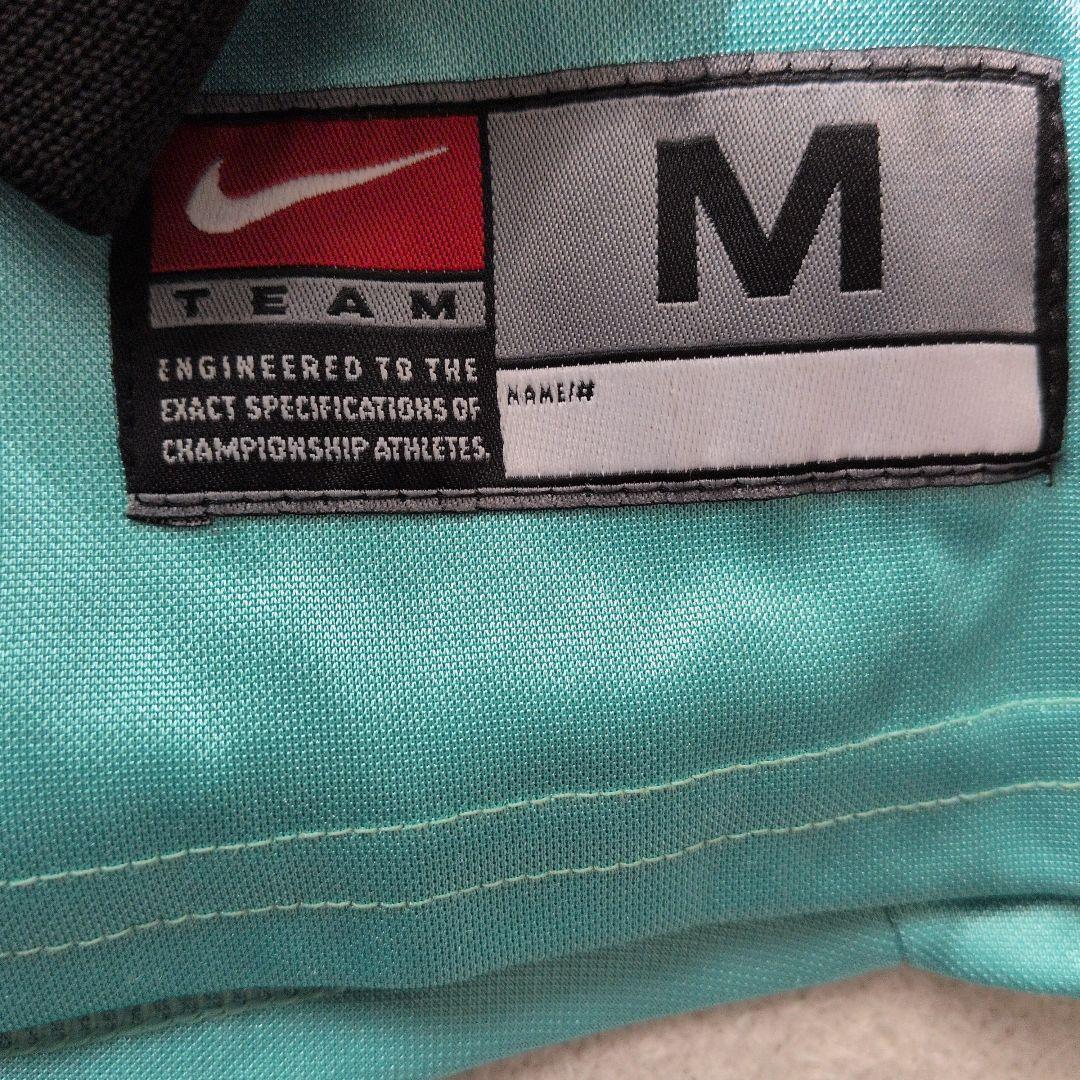 TEAM
ENGINEERED TO THE
EXACT SPECIFICATIONS OF
CHAMPIONSHIP ATHLETES.
M
NAME/#